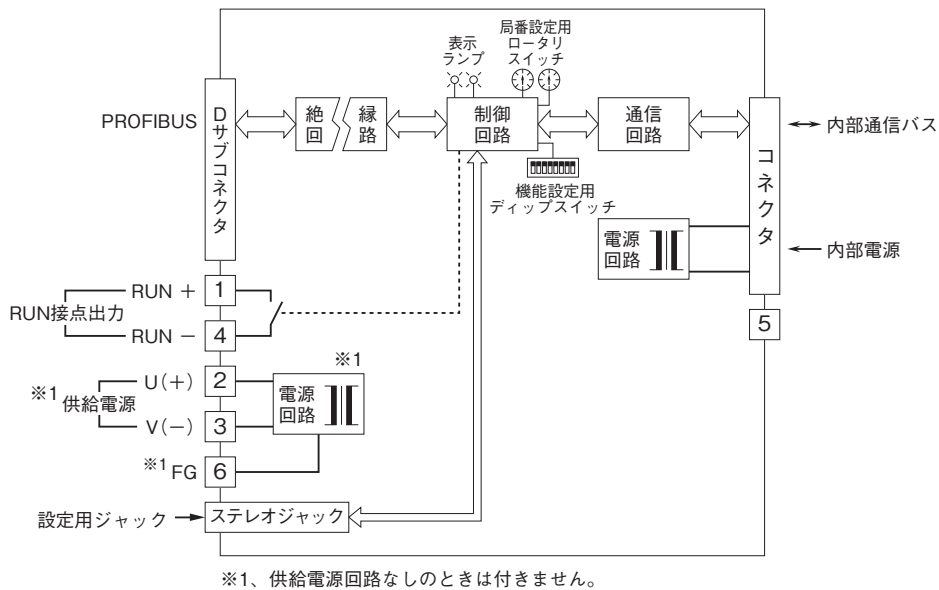 局番設定用
ロータリ
スイッチ
表示
ランプ
PROFIBUS
Dサブコネクタ
絶縁
回路
制御
回路
通信
回路
コネクタ
内部通信バス
機能設定用
ディップスイッチ
電源
回路
内部電源
RUN +
1
RUN接点出力
RUN −
4
5
※1
U(+)
2
※1 供給電源
電源
回路
V(−)
3
※1 FG
6
設定用ジャック
ステレオジャック
※1、供給電源回路なしのときは付きません。